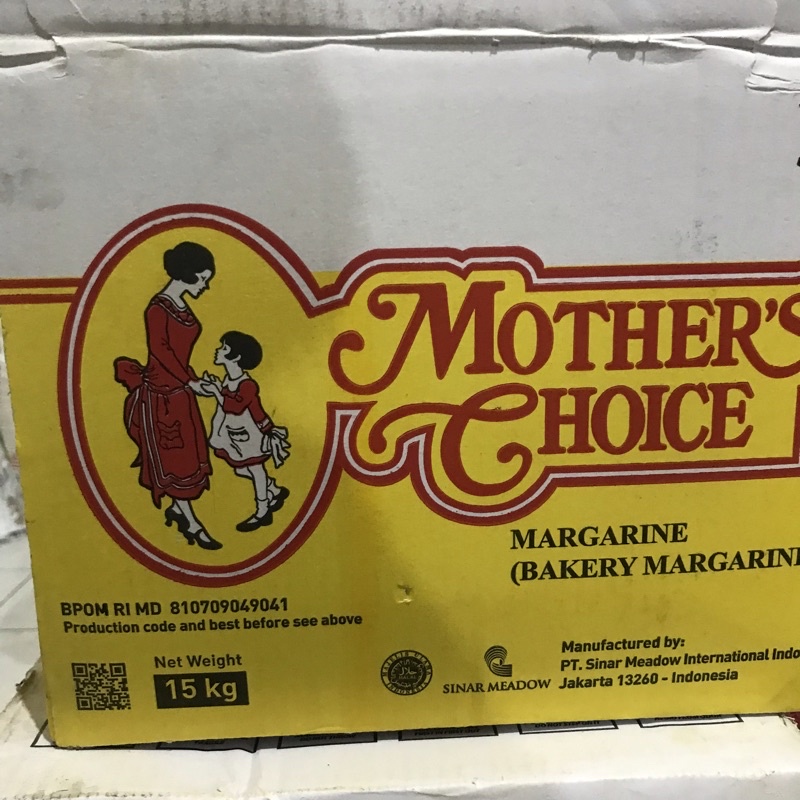 MOTHER'S
CHOICE
MARGARINE
(BAKERY MARGARIN
BPOM RI MD 810709049041
Production code and best before see above
Net Weight
15 kg
SINAR MEADOW
Manufactured by:
PT. Sinar Meadow International Indo
Jakarta 13260 - Indonesia